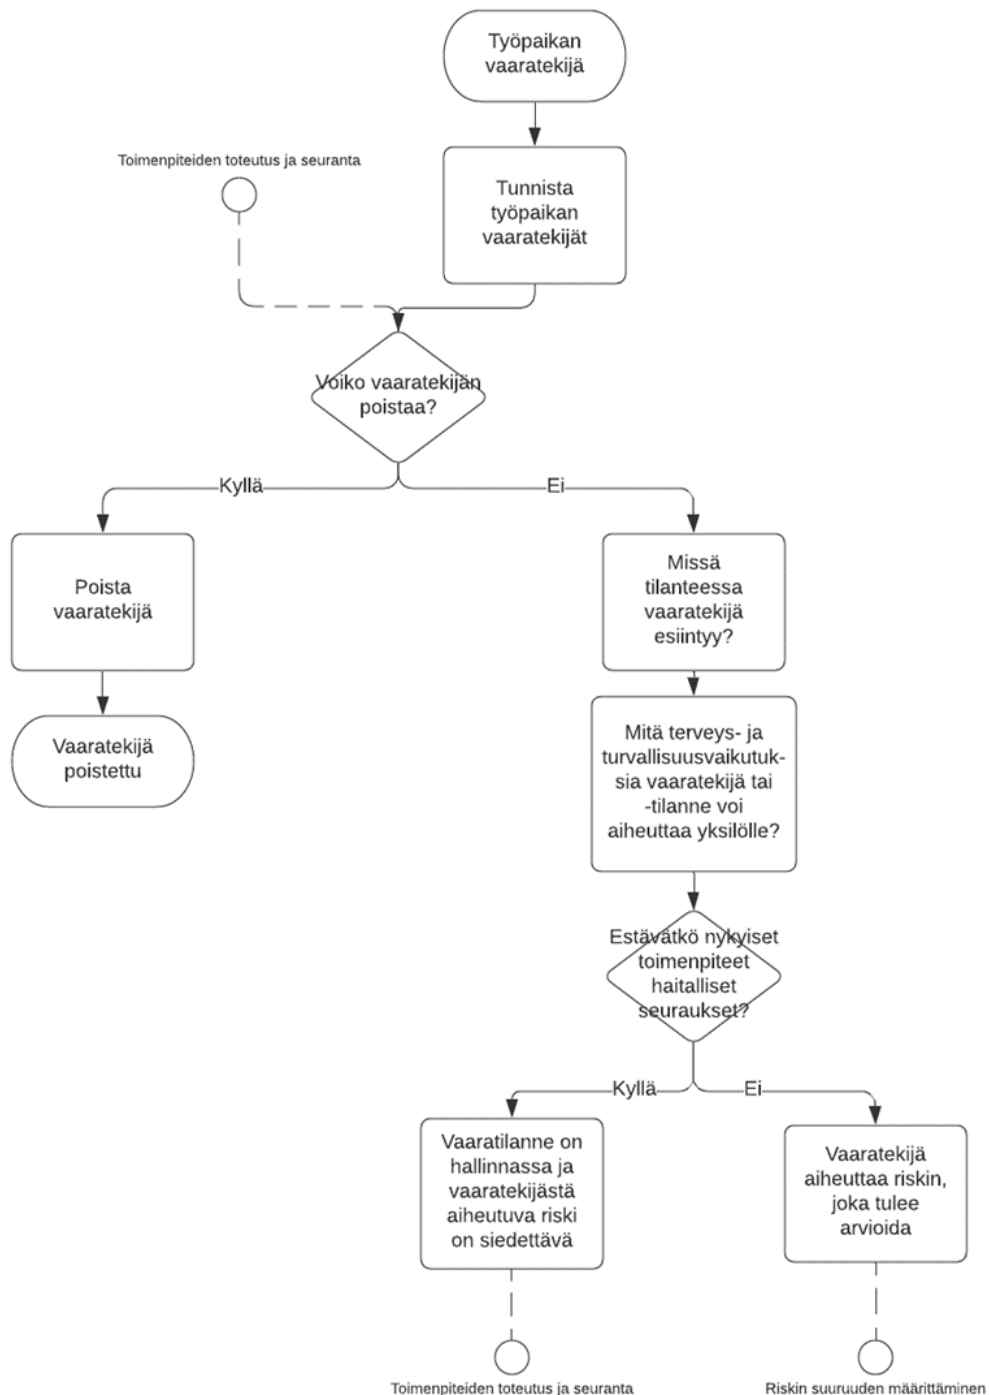 Työpaikan
vaaratekijä
Toimenpiteiden toteutus ja seuranta
Tunnista
työpaikan
vaaratekijät
Voiko vaaratekijän
poistaa?
Kyllä
Ei
Poista
vaaratekijä
Missä
tilanteessa
vaaratekijä
esiintyy?
Vaaratekijä
poistettu
Mitä terveys- ja
turvallisuusvaikutuk-
sia vaaratekijä tai
-tilanne voi
aiheuttaa yksilölle?
Estävätkö nykyiset
toimenpiteet
haitalliset
seuraukset?
Kyllä
Ei
Vaaratilanne on
hallinnassa ja
vaaratekijästä
aiheutuva riski
on siedettävä
Vaaratekijä
aiheuttaa riskin,
joka tulee
arvioida
Toimenpiteiden toteutus ja seuranta
Riskin suuruuden määrittäminen